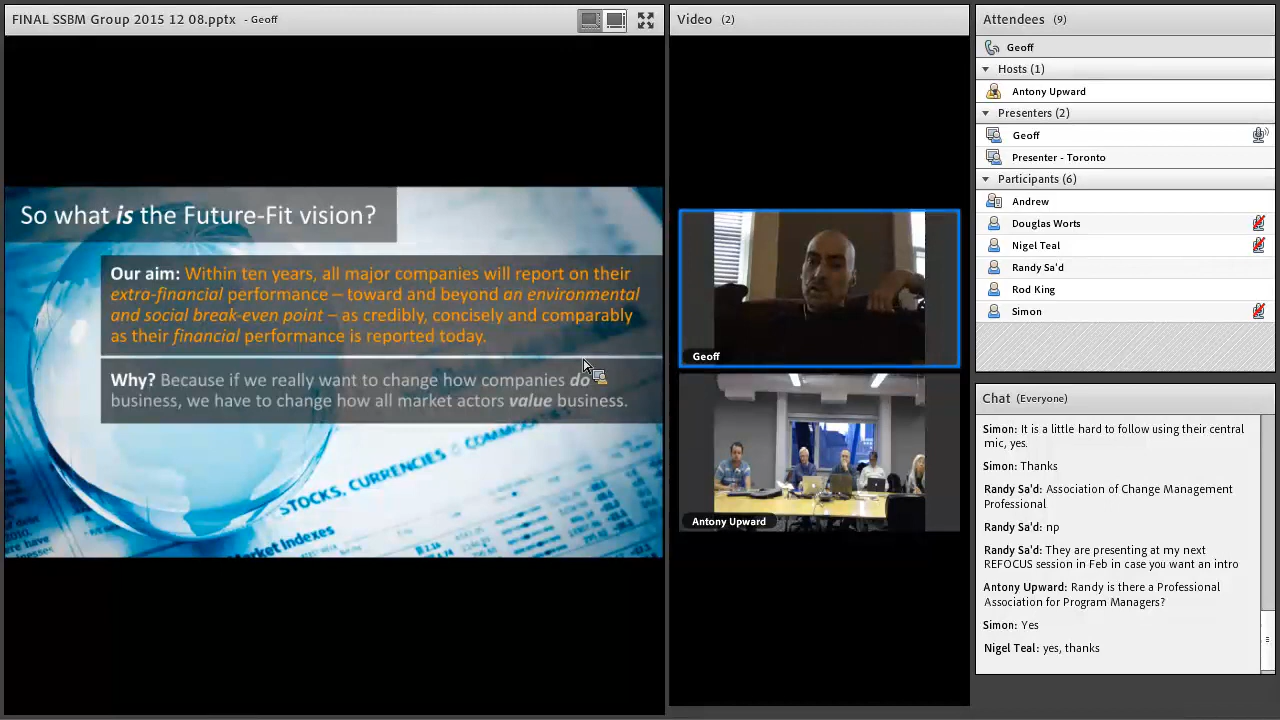 FINAL SSBM Group 2015 12 08.pptx - Geoff
So what is the Future-Fit vision?
Our aim: Within ten years, all major companies will report on their
extra-financial performance – toward and beyond an environmental
and social break-even point – as credibly, concisely and comparably
as their financial performance is reported today.
Why? Because if we really want to change how companies do
business, we have to change how all market actors value business.
STOCKS, CURRENCIES & COMMO
Market Indexes
Video (2)
Geoff
Antony Upward
Attendees (9)
Geoff
Hosts (1)
Antony Upward
Presenters (2)
Geoff
Presenter - Toronto
Participants (6)
Andrew
Douglas Worts
Nigel Teal
Randy Sa'd
Rod King
Simon
Chat (Everyone)
Simon: It is a little hard to follow using their central
mic, yes.
Simon: Thanks
Randy Sa'd: Association of Change Management
Professional
Randy Sa'd: np
Randy Sa'd: They are presenting at my next
REFOCUS session in Feb in case you want an intro
Antony Upward: Randy is there a Professional
Association for Program Managers?
Simon: Yes
Nigel Teal: yes, thanks